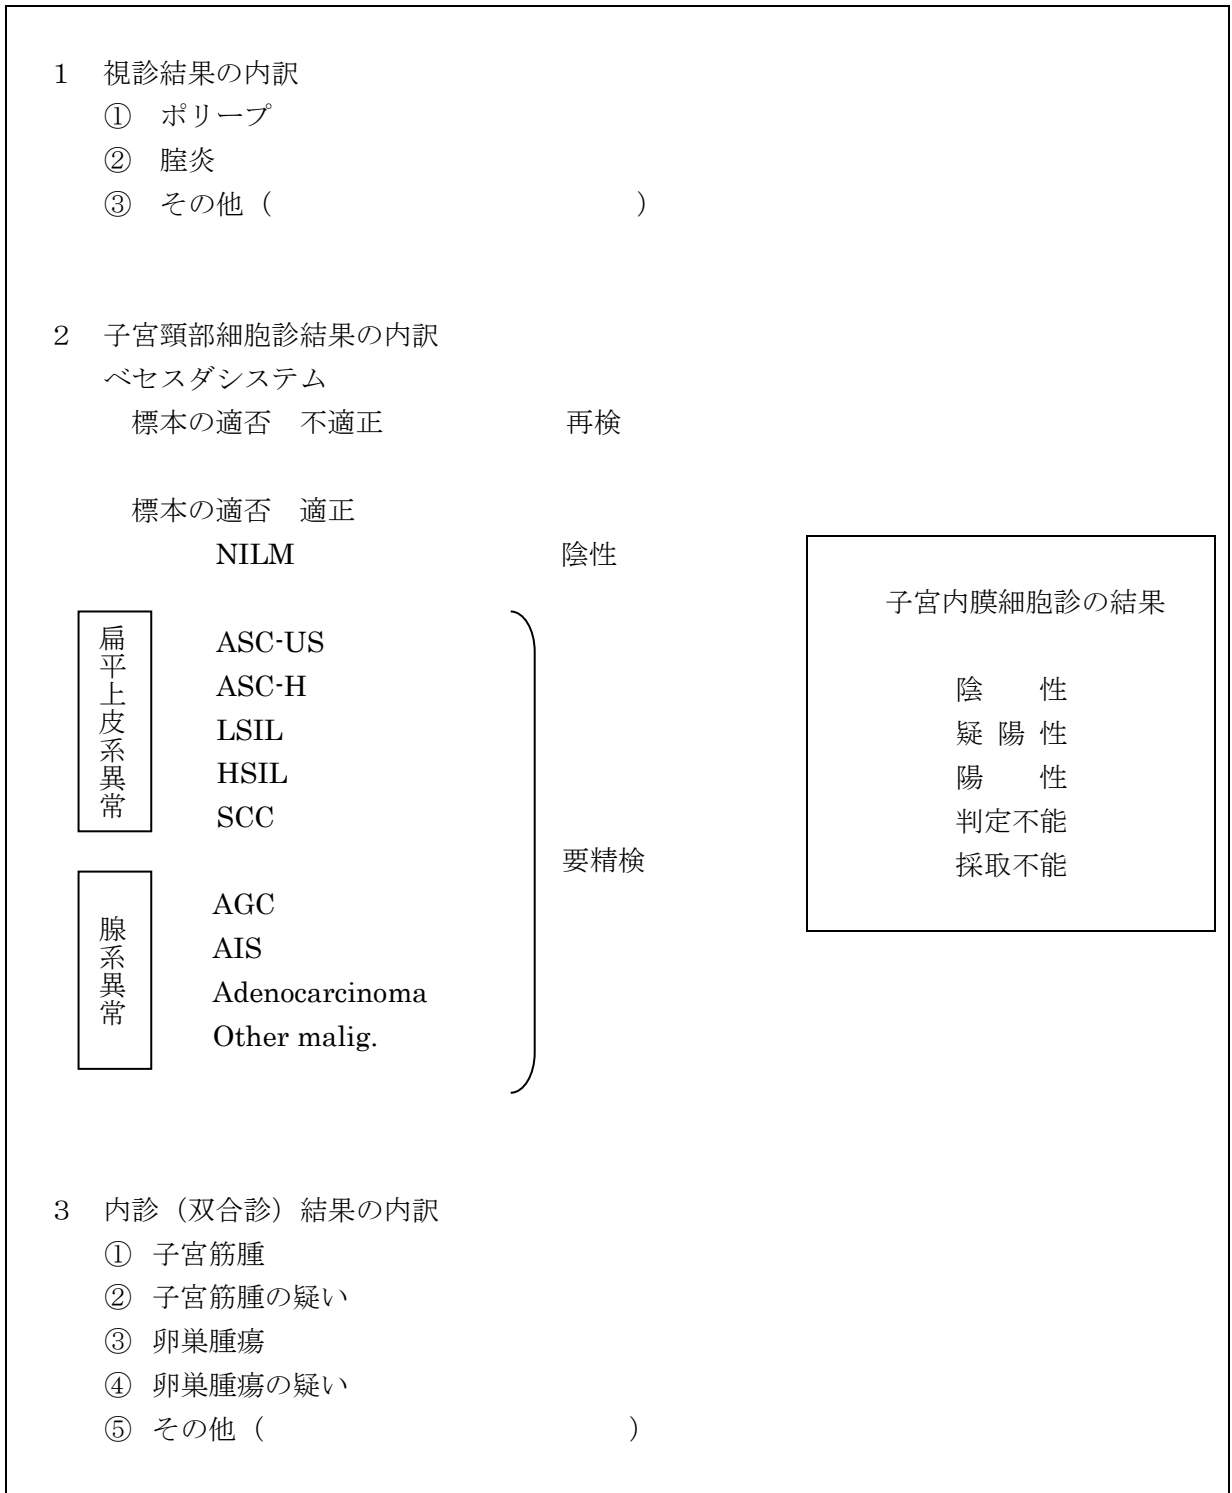 １　視診結果の内訳
①　ポリープ
②　腟炎
③　その他（　　　　　　　　　　　　　）
２　子宮頸部細胞診結果の内訳
ベセスダシステム
標本の適否　不適正　　　　　　　再検
標本の適否　適正
NILM　　　　　　　　　　陰性
扁平上皮系異常
ASC-US
ASC-H
LSIL
HSIL
SCC
要精検
腺系異常
AGC
AIS
Adenocarcinoma
Other malig.
子宮内膜細胞診の結果
陰　　性
疑 陽 性
陽　　性
判定不能
採取不能
３　内診（双合診）結果の内訳
①　子宮筋腫
②　子宮筋腫の疑い
③　卵巣腫瘍
④　卵巣腫瘍の疑い
⑤　その他（　　　　　　　　　　　　　）